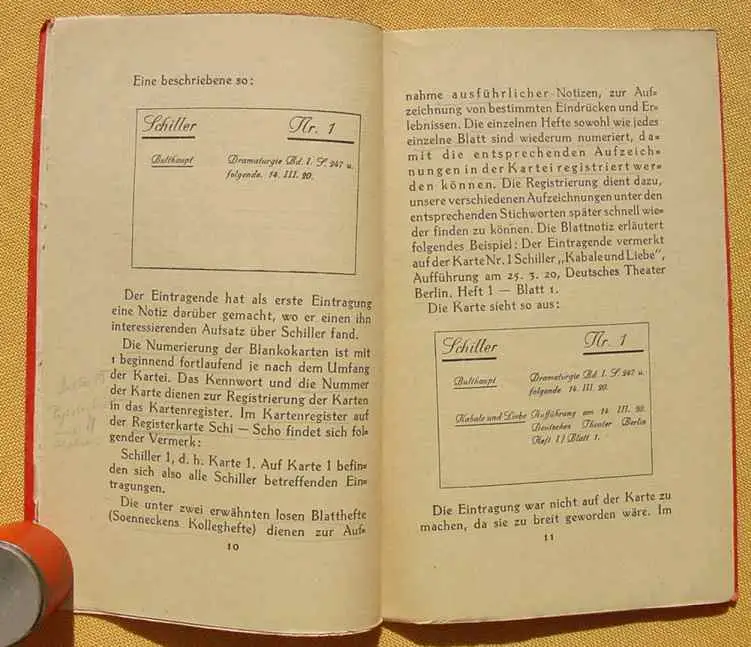 Eine beschriebene so:
Schiller Nr. 1
Bulthaupt Dramaturgie Bd. I. S. 247 u.
folgende. 14. III. 20.
Der Eintragende hat als erste Eintragung
eine Notiz darüber gemacht, wo er einen ihn
interessierenden Aufsatz über Schiller fand.
Die Numerierung der Blankokarten ist mit
1 beginnend fortlaufend je nach dem Umfang
der Kartei. Das Kennwort und die Nummer
der Karte dienen zur Registrierung der Karten
in das Kartenregister. Im Kartenregister auf
der Registerkarte Schi — Scho findet sich fol=
gender Vermerk:
Schiller 1, d. h. Karte 1. Auf Karte 1 befin=
den sich also alle Schiller betreffenden Ein=
tragungen.
Die unter zwei erwähnten losen Blatthefte
(Soenneckens Kolleghefte) dienen zur Auf=
10
nahme ausführlicher Notizen, zur Auf=
zeichnung von bestimmten Eindrücken und Er=
lebnissen. Die einzelnen Hefte sowohl wie jedes
einzelne Blatt sind wiederum numeriert, da=
mit die entsprechenden Aufzeich=
nungen in der Kartei registriert wer=
den können. Die Registrierung dient dazu,
unsere verschiedenen Aufzeichnungen unter den
entsprechenden Stichworten später schnell wie=
der finden zu können. Die Blattnotiz erläutert
folgendes Beispiel: Der Eintragende vermerkt
auf der Karte Nr. 1 Schiller „Kabale und Liebe",
Aufführung am 25. 3. 20, Deutsches Theater
Berlin. Heft 1 — Blatt 1.
Die Karte sieht so aus:
Schiller Nr. 1
Bulthaupt Dramaturgie Bd. I. S. 247 u.
folgende 14. III. 20.
Kabale und Liebe Aufführung am 14. III. 20.
Deutsches Theater Berlin
Heft 1 / Blatt 1.
Die Eintragung war nicht auf der Karte zu
machen, da sie zu breit geworden wäre. Im
11